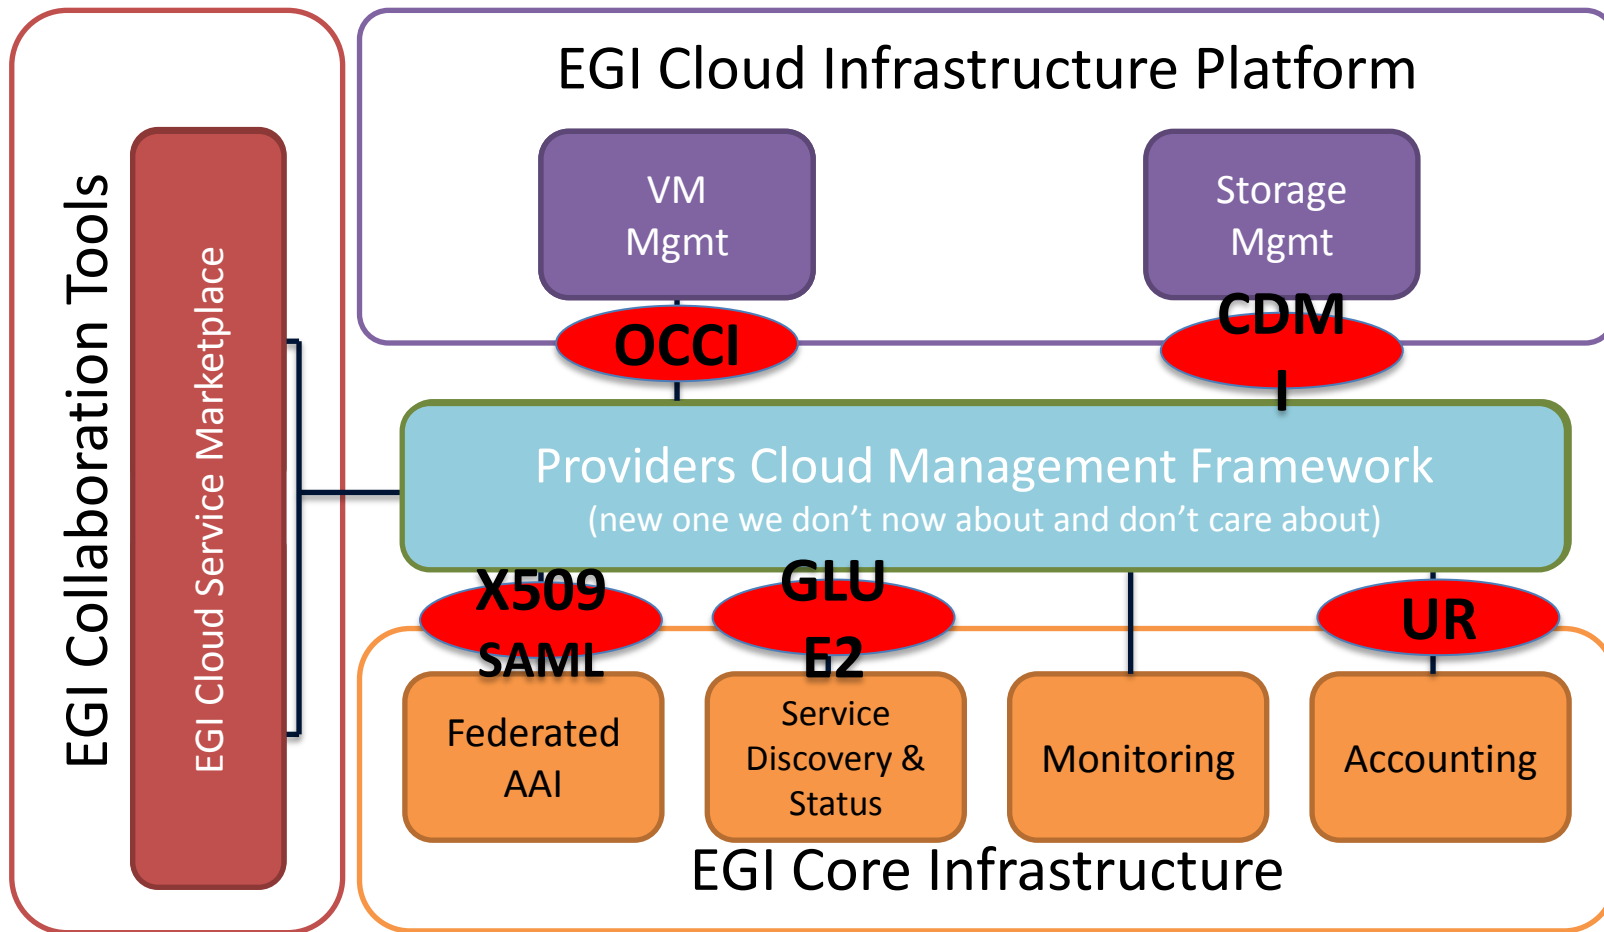 EGI Collaboration Tools
EGI Cloud Service Marketplace
EGI Cloud Infrastructure Platform
VM
Mgmt
Storage
Mgmt
OCCI
CDM
I
Providers Cloud Management Framework
(new one we don’t now about and don’t care about)
X509
SAML
GLU
E2
UR
Federated
AAI
Service
Discovery &
Status
Monitoring
Accounting
EGI Core Infrastructure